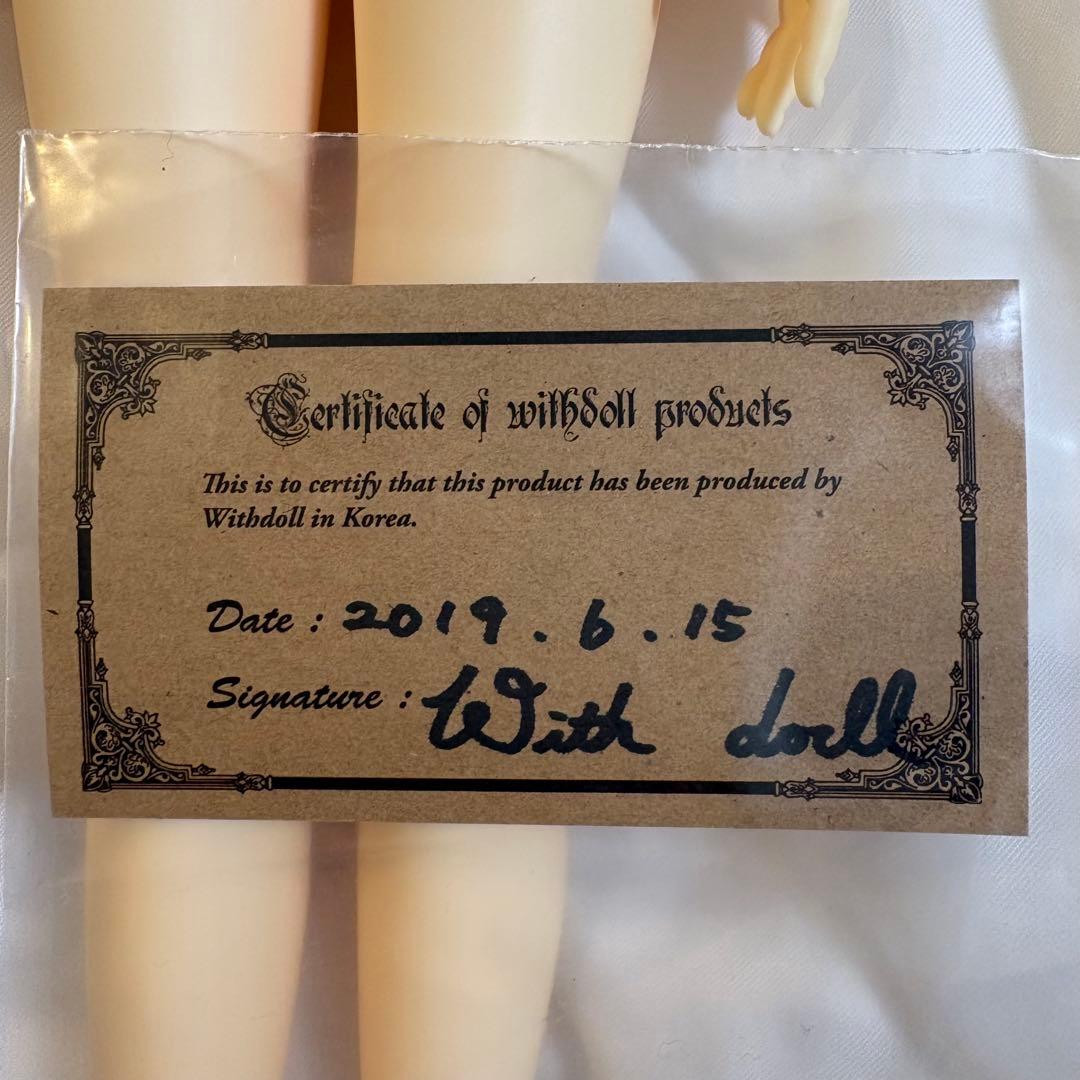 Certificate of withdoll products
This is to certify that this product has been produced by
Withdoll in Korea.
Date : 2019 . 6 . 15
Signature : With doll